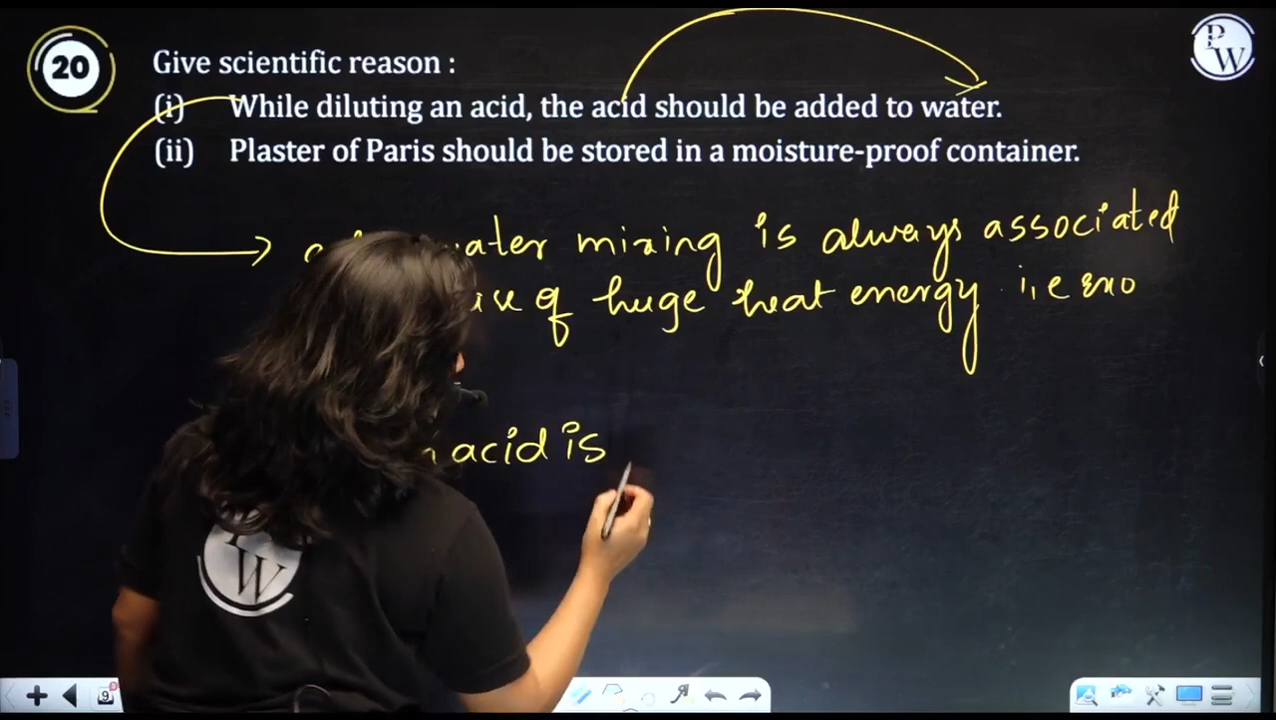 20
Give scientific reason :
(i) While diluting an acid, the acid should be added to water.
(ii) Plaster of Paris should be stored in a moisture-proof container.
mixing is always associated
of huge heat energy i,e exo
acid is
PW
PW